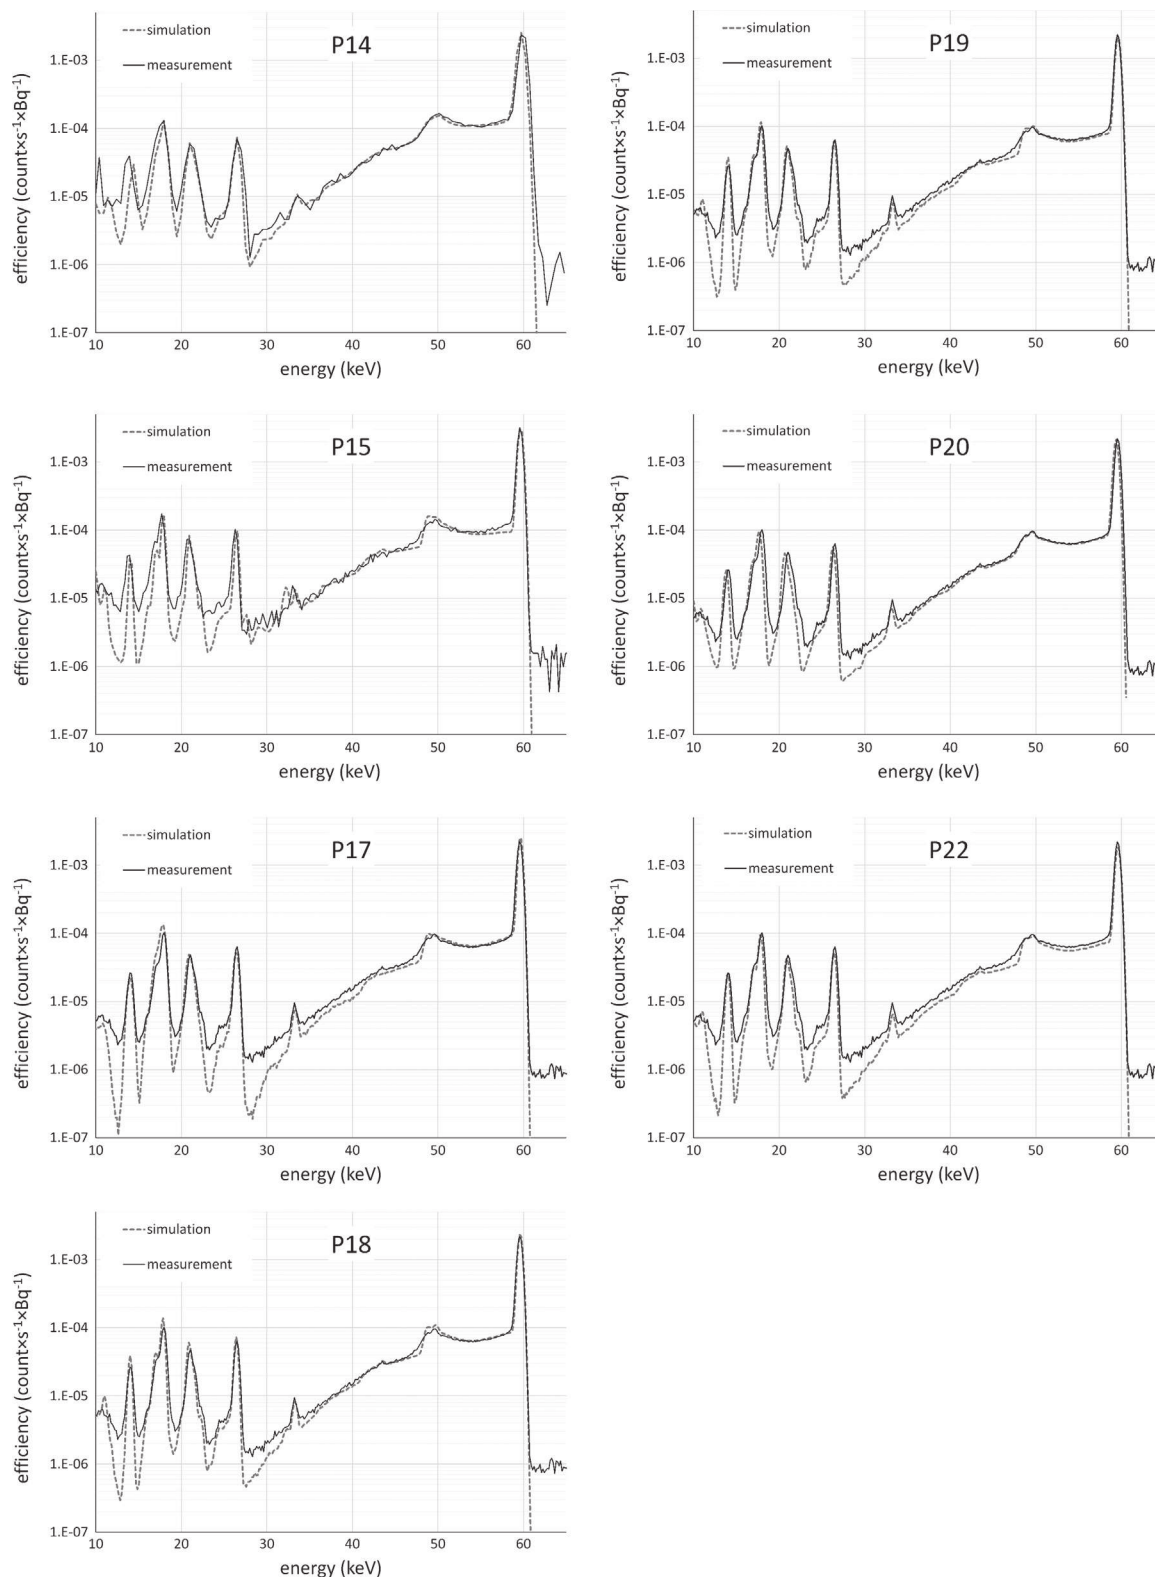 P14
simulation
measurement
efficiency (count×s⁻¹×Bq⁻¹)
1.E-03
1.E-04
1.E-05
1.E-06
1.E-07
10 20 30 40 50 60
energy (keV)
P19
simulation
measurement
efficiency (count×s⁻¹×Bq⁻¹)
1.E-03
1.E-04
1.E-05
1.E-06
1.E-07
10 20 30 40 50 60
energy (keV)
P15
simulation
measurement
efficiency (count×s⁻¹×Bq⁻¹)
1.E-03
1.E-04
1.E-05
1.E-06
1.E-07
10 20 30 40 50 60
energy (keV)
P20
simulation
measurement
efficiency (count×s⁻¹×Bq⁻¹)
1.E-03
1.E-04
1.E-05
1.E-06
1.E-07
10 20 30 40 50 60
energy (keV)
P17
simulation
measurement
efficiency (count×s⁻¹×Bq⁻¹)
1.E-03
1.E-04
1.E-05
1.E-06
1.E-07
10 20 30 40 50 60
energy (keV)
P22
simulation
measurement
efficiency (count×s⁻¹×Bq⁻¹)
1.E-03
1.E-04
1.E-05
1.E-06
1.E-07
10 20 30 40 50 60
energy (keV)
P18
simulation
measurement
efficiency (count×s⁻¹×Bq⁻¹)
1.E-03
1.E-04
1.E-05
1.E-06
1.E-07
10 20 30 40 50 60
energy (keV)